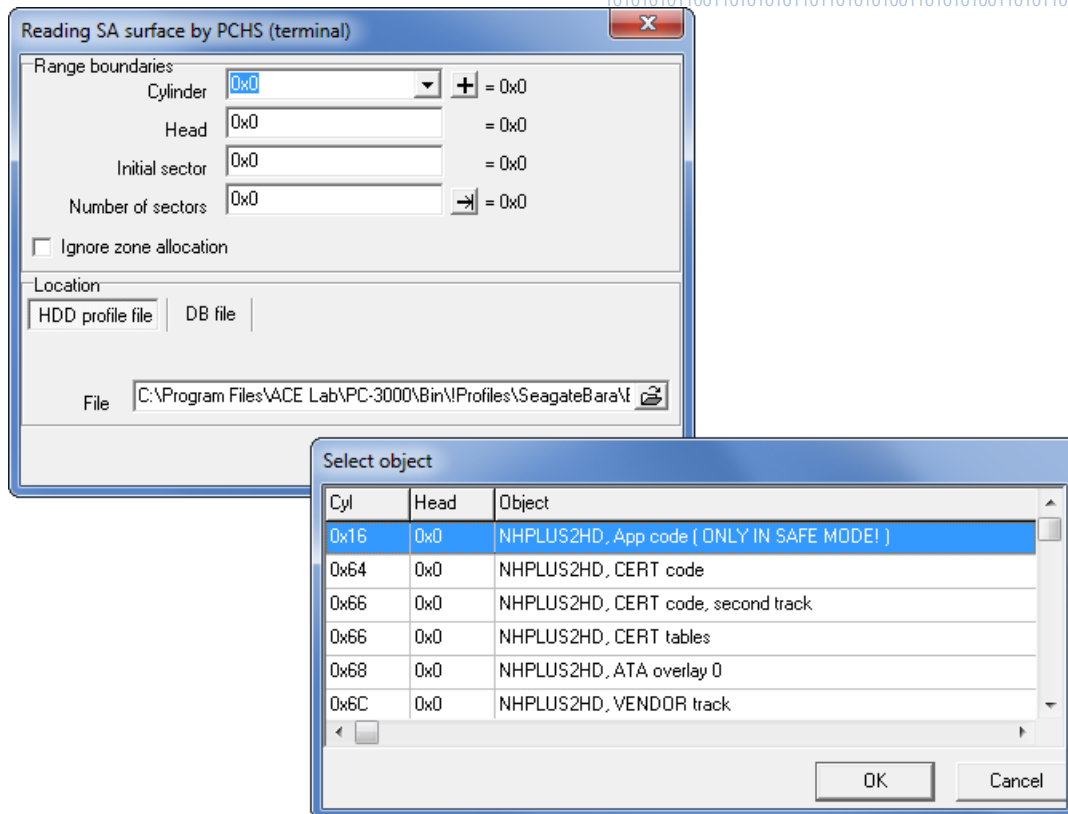 Reading SA surface by PCHS (terminal)
Range boundaries
Cylinder 0x0 = 0x0
Head 0x0 = 0x0
Initial sector 0x0 = 0x0
Number of sectors 0x0 = 0x0
Ignore zone allocation
Location
HDD profile file DB file
File C:\Program Files\ACE Lab\PC-3000\Bin\!Profiles\SeagateBara\
Select object
Cyl Head Object
0x16 0x0 NHPLUS2HD, App code ( ONLY IN SAFE MODE! )
0x64 0x0 NHPLUS2HD, CERT code
0x66 0x0 NHPLUS2HD, CERT code, second track
0x66 0x0 NHPLUS2HD, CERT tables
0x68 0x0 NHPLUS2HD, ATA overlay 0
0x6C 0x0 NHPLUS2HD, VENDOR track
OK Cancel